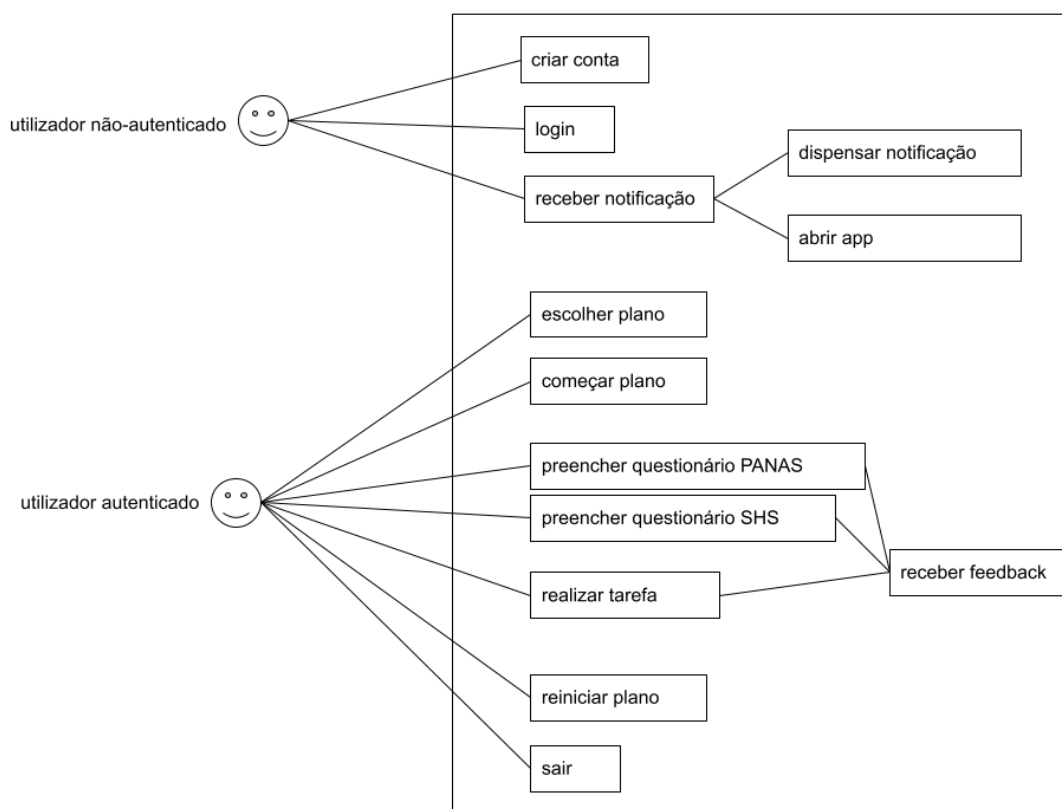 criar conta
utilizador não-autenticado
login
dispensar notificação
receber notificação
abrir app
escolher plano
começar plano
preencher questionário PANAS
utilizador autenticado
preencher questionário SHS
receber feedback
realizar tarefa
reiniciar plano
sair